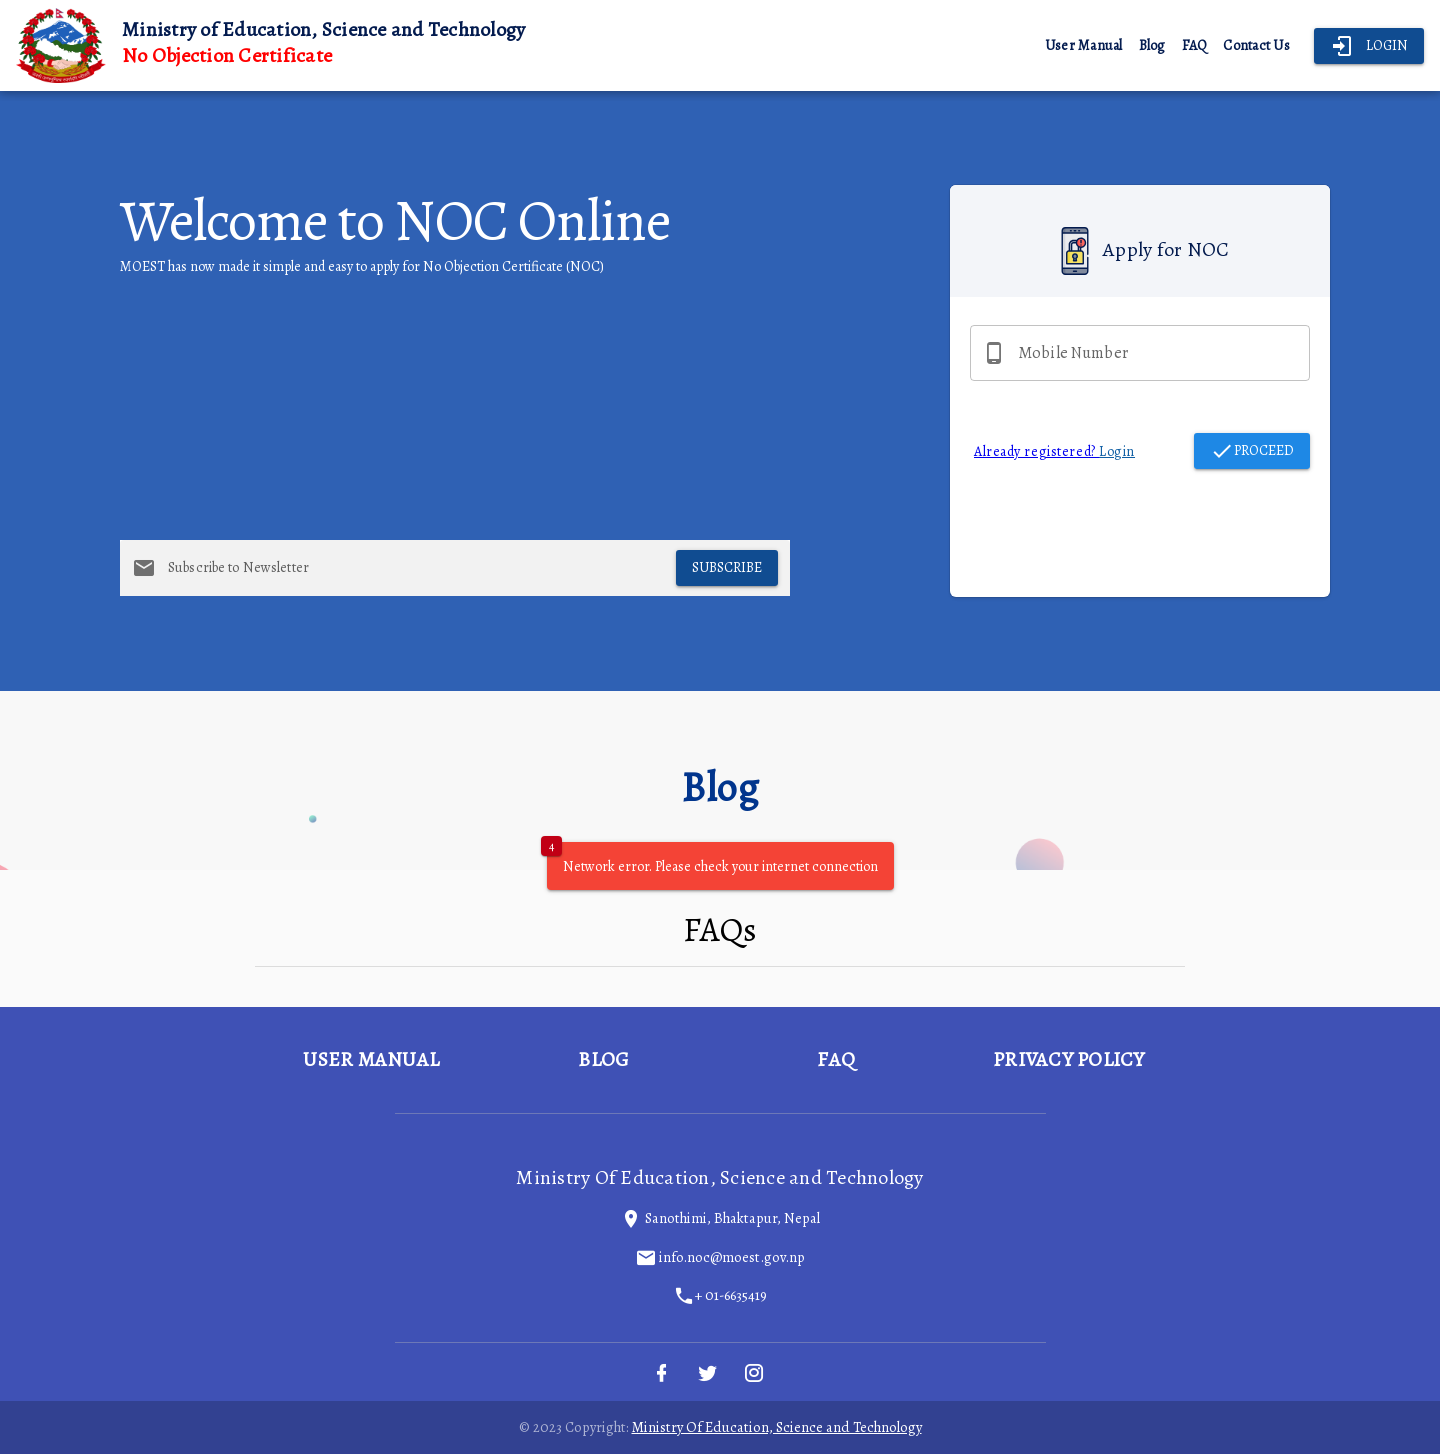 Ministry of Education, Science and Technology
No Objection Certificate
User Manual Blog FAQ Contact Us LOGIN
Welcome to NOC Online
MOEST has now made it simple and easy to apply for No Objection Certificate (NOC)
Apply for NOC
Mobile Number
Already registered? Login
PROCEED
Subscribe to Newsletter
SUBSCRIBE
Blog
4
Network error. Please check your internet connection
FAQs
USER MANUAL BLOG FAQ PRIVACY POLICY
Ministry Of Education, Science and Technology
Sanothimi, Bhaktapur, Nepal
info.noc@moest.gov.np
+ 01-6635419
© 2023 Copyright: Ministry Of Education, Science and Technology